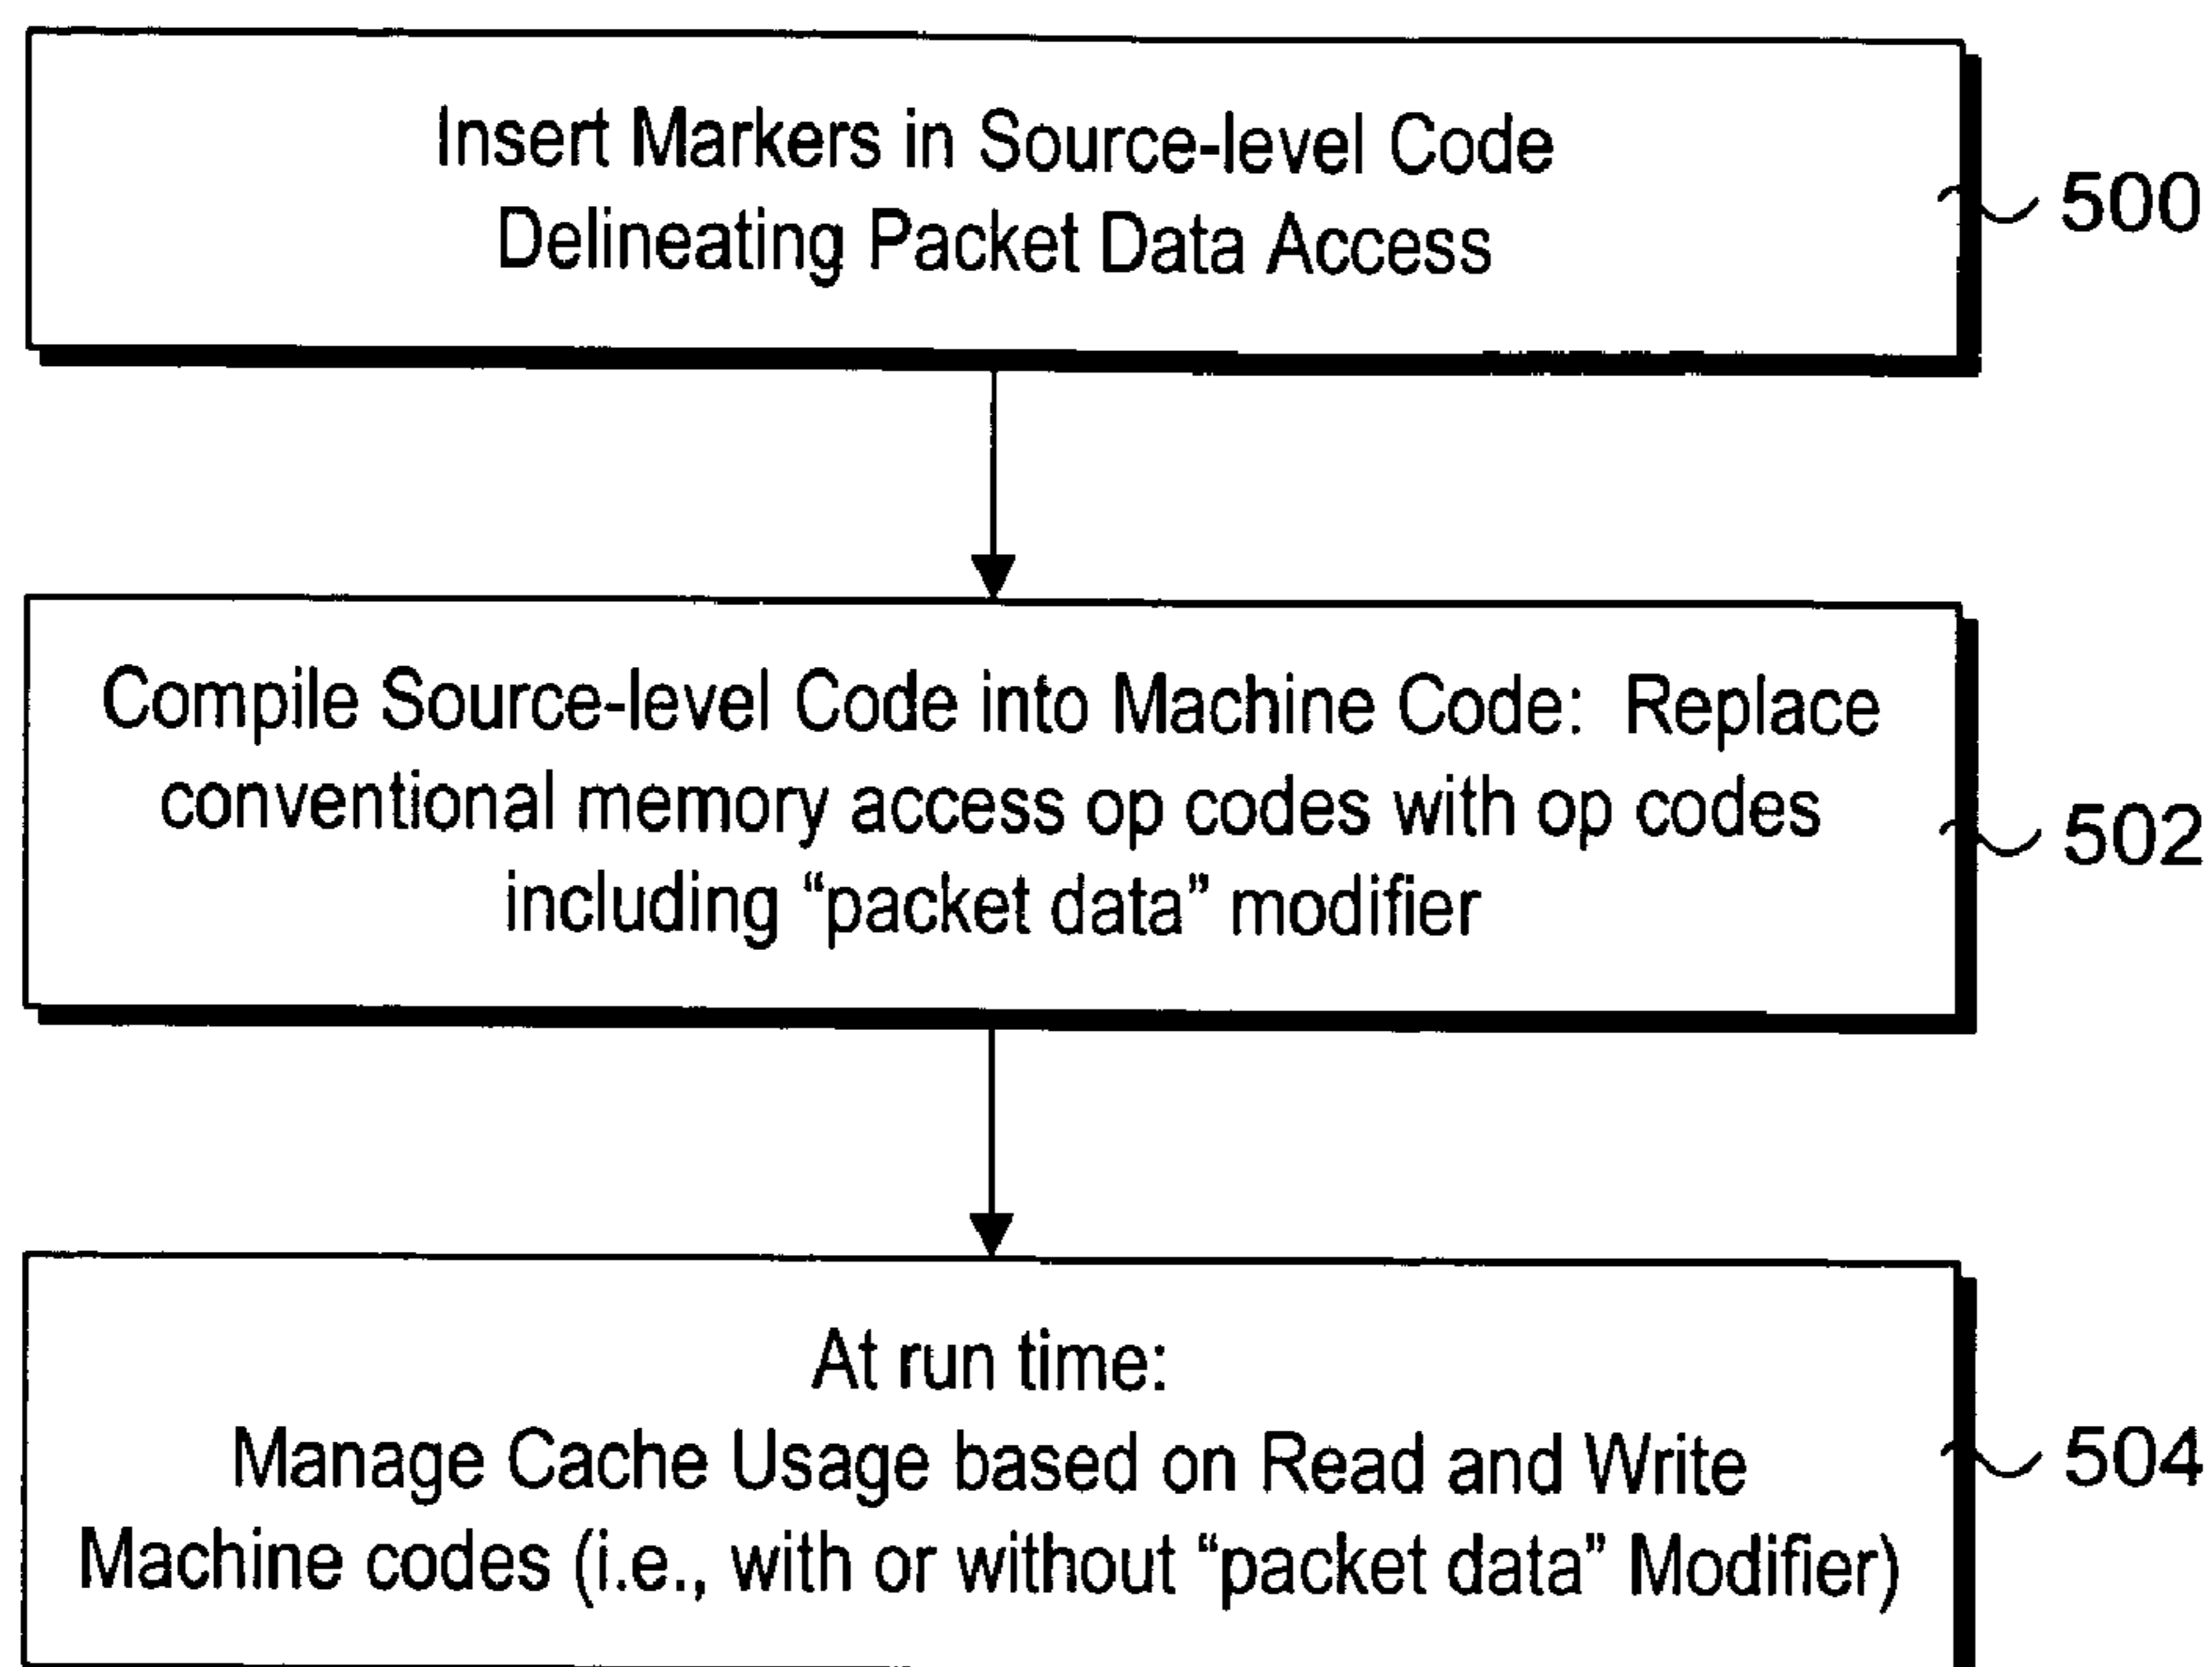 Insert Markers in Source-level Code
Delineating Packet Data Access
500
Compile Source-level Code into Machine Code: Replace
conventional memory access op codes with op codes
including “packet data” modifier
502
At run time:
Manage Cache Usage based on Read and Write
Machine codes (i.e., with or without “packet data” Modifier)
504